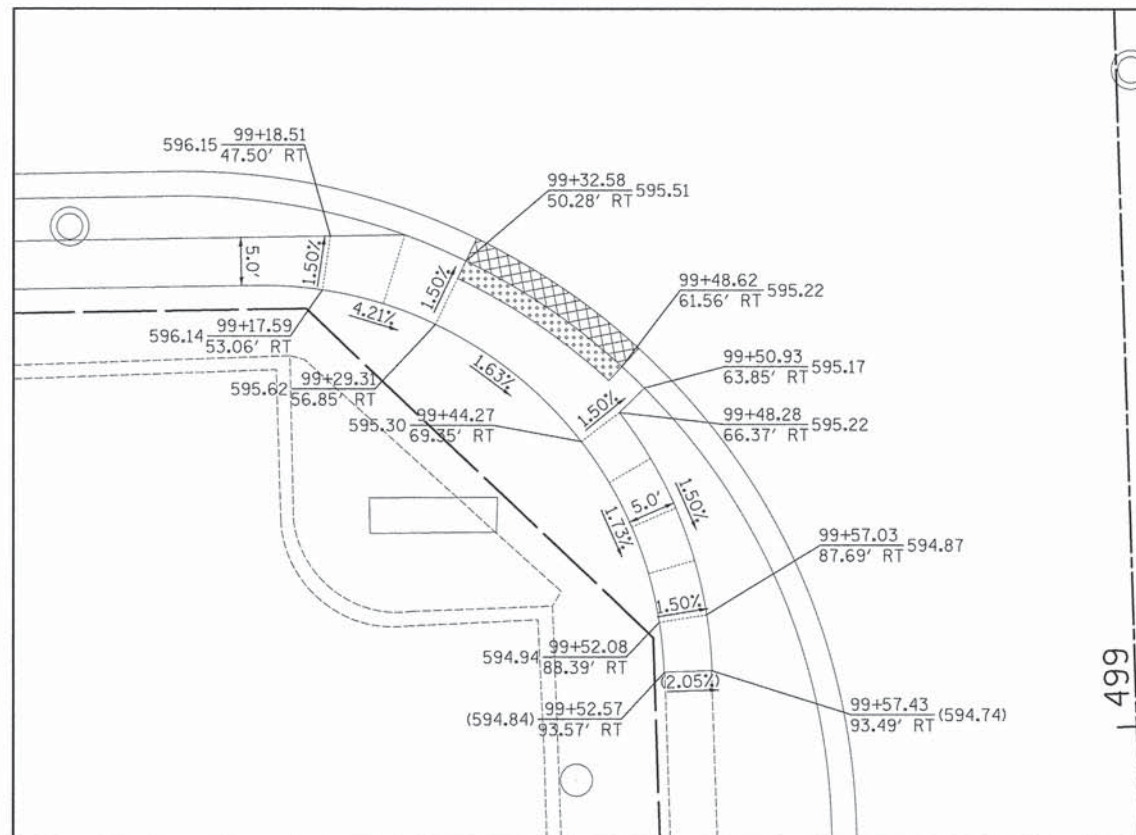 596.15 99+18.51
47.50' RT
99+32.58 595.51
50.28' RT
5.0'
1.50%
1.50%
4.21%
99+48.62 595.22
61.56' RT
596.14 99+17.59
53.06' RT
1.63%
99+50.93 595.17
63.85' RT
595.62 99+29.31
56.85' RT
1.50%
99+48.28 595.22
66.37' RT
595.30 99+44.27
69.35' RT
1.50%
5.0'
1.73%
99+57.03 594.87
87.69' RT
1.50%
594.94 99+52.08
88.39' RT
(2.05%)
499
(594.84) 99+52.57
93.57' RT
99+57.43 (594.74)
93.49' RT